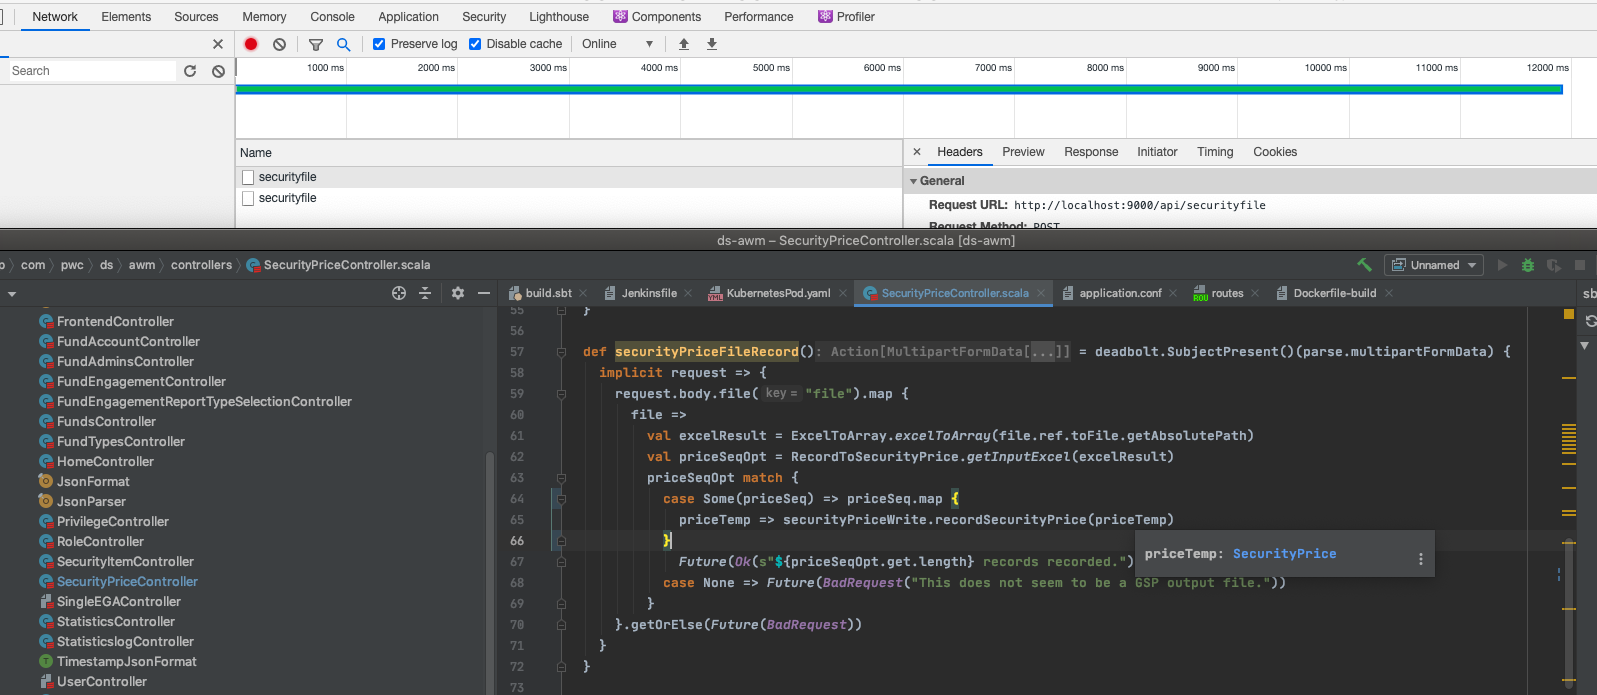 Network Elements Sources Memory Console Application Security Lighthouse Components Performance Profiler
Preserve log Disable cache Online
Search
1000 ms 2000 ms 3000 ms 4000 ms 5000 ms 6000 ms 7000 ms 8000 ms 9000 ms 10000 ms 11000 ms 12000 ms
Name
securityfile
securityfile
× Headers Preview Response Initiator Timing Cookies
General
Request URL: http://localhost:9000/api/securityfile
Request Method: POST
ds-awm – SecurityPriceController.scala [ds-awm]
com pwc ds awm controllers SecurityPriceController.scala
Unnamed
build.sbt Jenkinsfile KubernetesPod.yaml SecurityPriceController.scala application.conf routes Dockerfile-build sb
FrontendController
FundAccountController
FundAdminsController
FundEngagementController
FundEngagementReportTypeSelectionController
FundsController
FundTypesController
HomeController
JsonFormat
JsonParser
PrivilegeController
RoleController
SecurityItemController
SecurityPriceController
SingleEGAController
StatisticsController
StatisticslogController
TimestampJsonFormat
UserController
55 }
56
57 def securityPriceFileRecord(): Action[MultipartFormData[...]] = deadbolt.SubjectPresent()(parse.multipartFormData) {
58 implicit request => {
59 request.body.file( key = "file").map {
60 file =>
61 val excelResult = ExcelToArray.excelToArray(file.ref.toFile.getAbsolutePath)
62 val priceSeqOpt = RecordToSecurityPrice.getInputExcel(excelResult)
63 priceSeqOpt match {
64 case Some(priceSeq) => priceSeq.map {
65 priceTemp => securityPriceWrite.recordSecurityPrice(priceTemp)
66 }
67 Future(Ok(s"${priceSeqOpt.get.length} records recorded.")
68 case None => Future(BadRequest("This does not seem to be a GSP output file."))
69 }
70 }.getOrElse(Future(BadRequest))
71 }
72 }
73
priceTemp: SecurityPrice